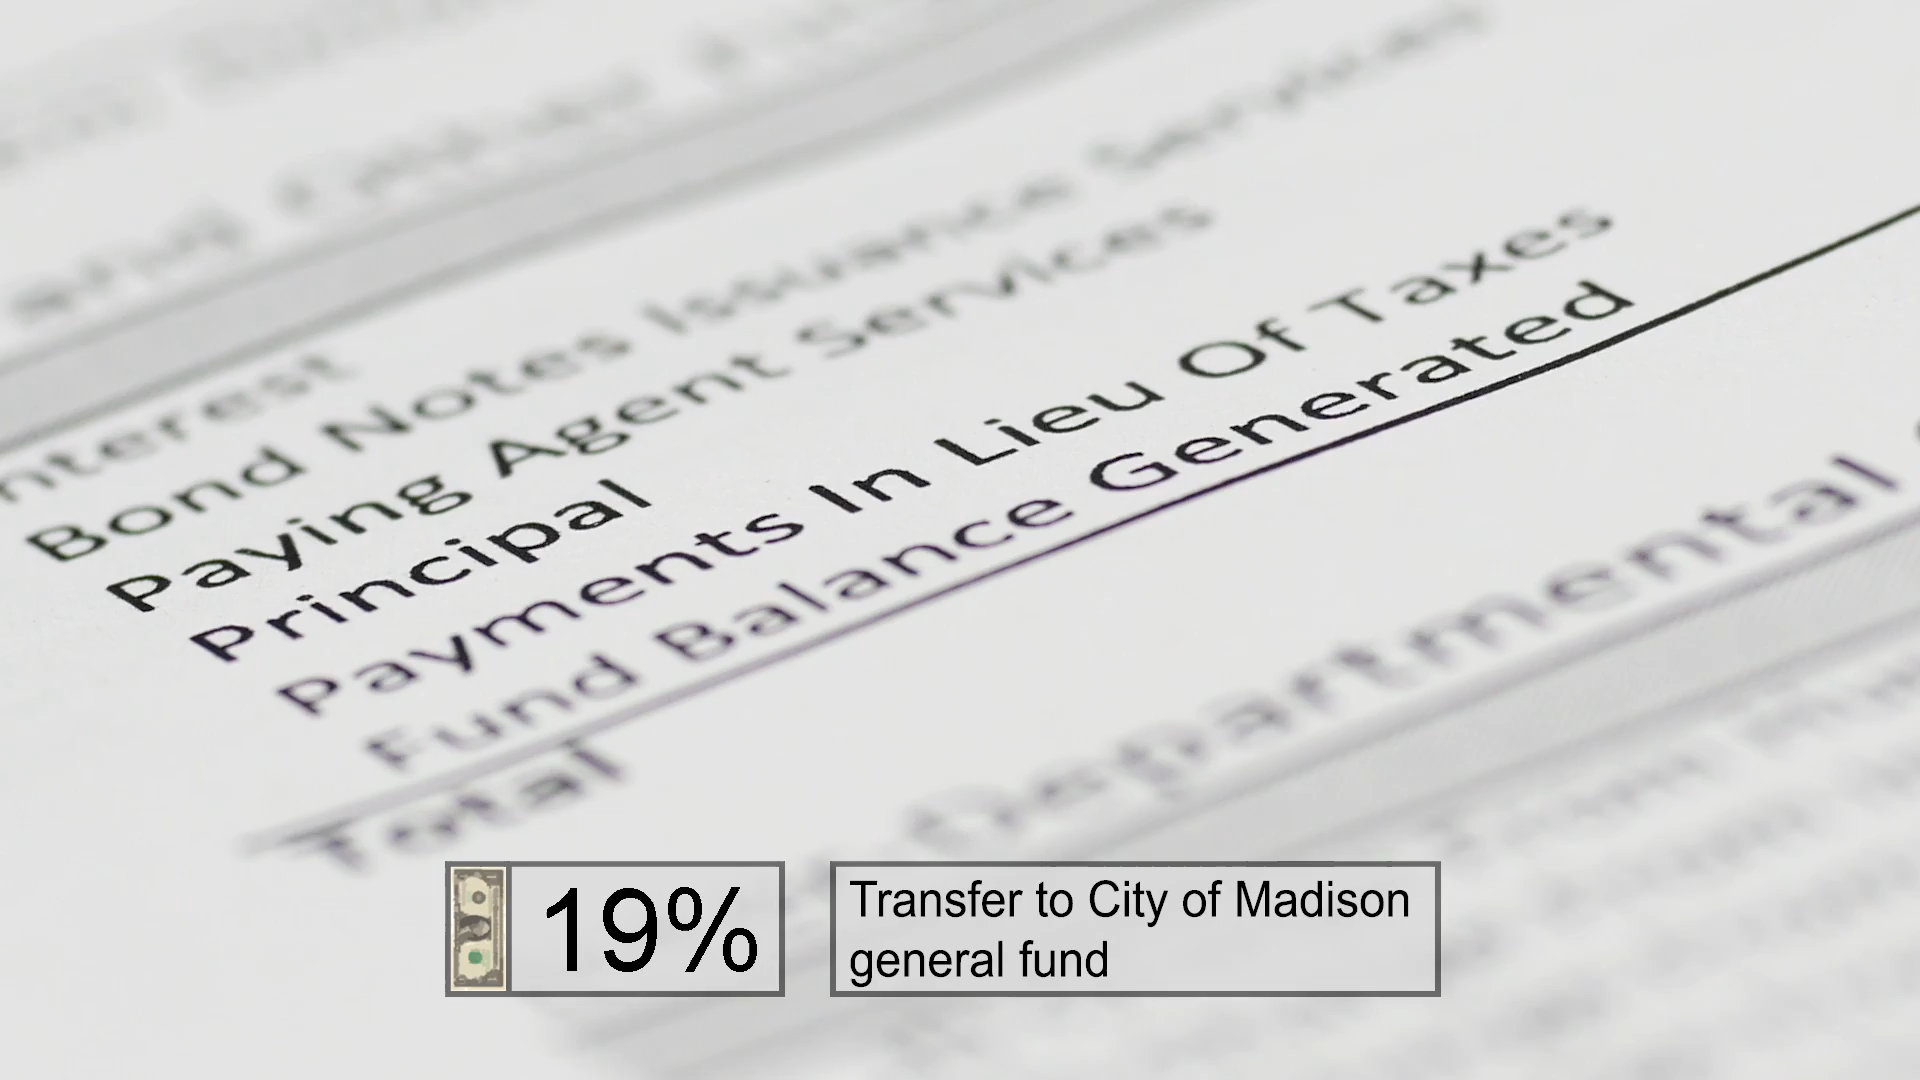 nterest
Bond Notes Issuance Services
Paying Agent Services
Principal
Payments In Lieu Of Taxes
Fund Balance Generated
Total
Departmental
19%
Transfer to City of Madison
general fund